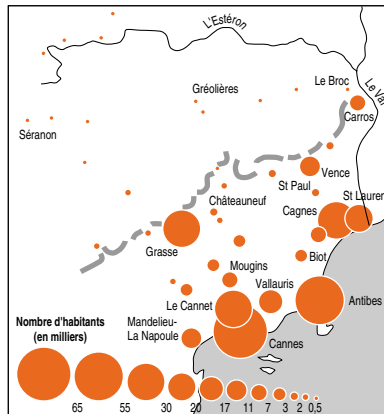 L'Estéron
Le Broc
Le Var
Gréolières
Carros
Séranon
Vence
St Paul
St Laurent
Châteauneuf
Cagnes
Grasse
Biot
Mougins
Vallauris
Antibes
Le Cannet
Nombre d'habitants
(en milliers)
Mandelieu-
La Napoule
Cannes
65 55 30 20 17 11 7 3 2 0,5